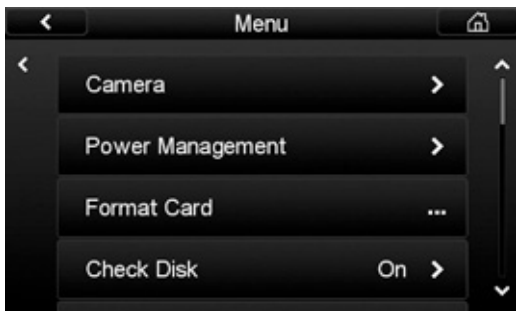 Menu
Camera
Power Management
Format Card
...
Check Disk
On